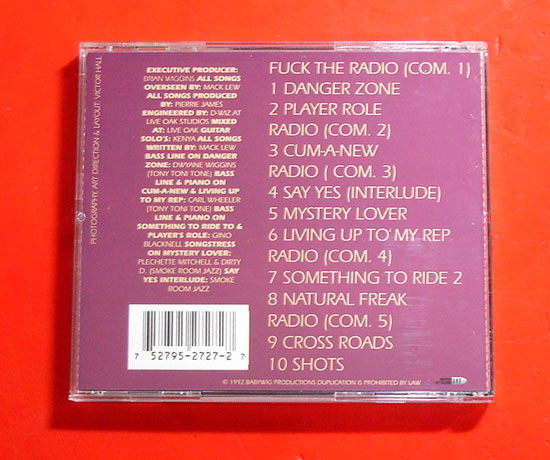 PHOTOGRAPHY, ART DIRECTION & LAYOUT: VICTOR HALL
EXECUTIVE PRODUCER:
BRIAN WIGGINS ALL SONGS
OVERSEEN BY: MACK LEW
ALL SONGS PRODUCED
BY: PIERRIE JAMES
ENGINEERED BY: D-WIZ AT
LIVE OAK STUDIOS MIXED
AT: LIVE OAK GUITAR
SOLO'S: KENYA ALL SONGS
WRITTEN BY: MACK LEW
BASS LINE ON DANGER
ZONE: DWYANE WIGGINS
(TONY TONI TONE) BASS
LINE & PIANO ON
CUM-A-NEW & LIVING UP
TO MY REP: CARL WHEELER
(TONY TONI TONE) BASS
LINE & PIANO ON
SOMETHING TO RIDE TO &
PLAYER'S ROLE: GINO
BLACKNELL SONGSTRESS
ON MYSTERY LOVER:
PLECHETTE MITCHELL & DIRTY
D. (SMOKE ROOM JAZZ) SAY
YES INTERLUDE: SMOKE
ROOM JAZZ
7 52795-2727-2 7
FUCK THE RADIO (COM. 1)
1 DANGER ZONE
2 PLAYER ROLE
RADIO (COM. 2)
3 CUM-A-NEW
RADIO ( COM. 3)
4 SAY YES (INTERLUDE)
5 MYSTERY LOVER
6 LIVING UP TO MY REP
RADIO (COM. 4)
7 SOMETHING TO RIDE 2
8 NATURAL FREAK
RADIO (COM. 5)
9 CROSS ROADS
10 SHOTS
© 1992 BABYWIG PRODUCTIONS DUPLICATION IS PROHIBITED BY LAW